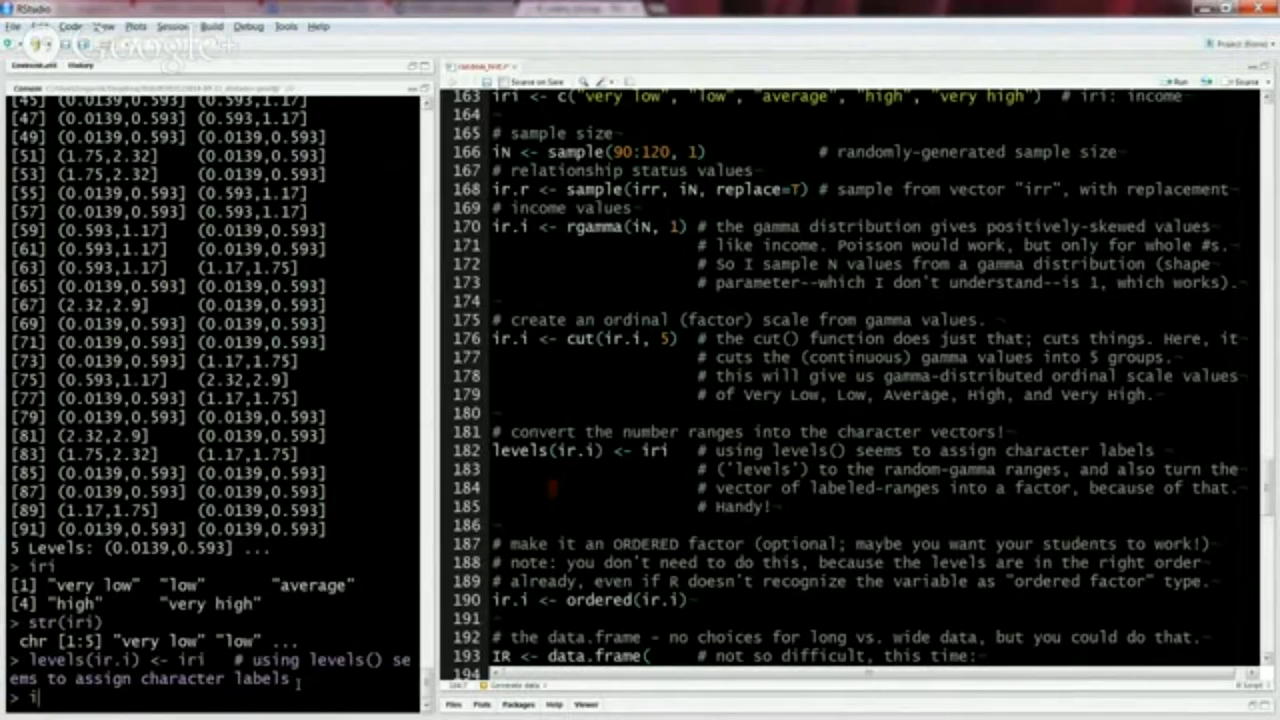 RStudio
File Edit Code View Plots Session Build Debug Tools Help
Google+
Project: (None)
Environment History
Console
Source on Save
Run
Source
[45] (0.0139,0.593] (0.593,1.17]
[47] (0.0139,0.593] (0.593,1.17]
[49] (0.0139,0.593] (0.0139,0.593]
[51] (1.75,2.32] (0.0139,0.593]
[53] (1.75,2.32] (0.0139,0.593]
[55] (0.0139,0.593] (0.593,1.17]
[57] (0.0139,0.593] (0.593,1.17]
[59] (0.593,1.17] (0.0139,0.593]
[61] (0.593,1.17] (0.0139,0.593]
[63] (0.593,1.17] (1.17,1.75]
[65] (0.0139,0.593] (0.0139,0.593]
[67] (2.32,2.9] (0.0139,0.593]
[69] (0.0139,0.593] (0.0139,0.593]
[71] (0.0139,0.593] (0.0139,0.593]
[73] (0.0139,0.593] (1.17,1.75]
[75] (0.593,1.17] (2.32,2.9]
[77] (0.0139,0.593] (1.17,1.75]
[79] (0.0139,0.593] (0.0139,0.593]
[81] (2.32,2.9] (0.0139,0.593]
[83] (1.75,2.32] (1.17,1.75]
[85] (0.0139,0.593] (0.0139,0.593]
[87] (0.0139,0.593] (0.0139,0.593]
[89] (1.17,1.75] (0.0139,0.593]
[91] (0.0139,0.593] (0.0139,0.593]
5 Levels: (0.0139,0.593] ...
> iri
[1] "very low" "low" "average"
[4] "high" "very high"
> str(iri)
chr [1:5] "very low" "low" ...
> levels(ir.i) <- iri # using levels() se
ems to assign character labels
> i
163 iri <- c("very low", "low", "average", "high", "very high") # iri: income
164
165 # sample size
166 iN <- sample(90:120, 1) # randomly-generated sample size
167 # relationship status values
168 ir.r <- sample(irr, iN, replace=T) # sample from vector "irr", with replacement
169 # income values
170 ir.i <- rgamma(iN, 1) # the gamma distribution gives positively-skewed values
171 # like income. Poisson would work, but only for whole #s.
172 # So I sample N values from a gamma distribution (shape
173 # parameter--which I don't understand--is 1, which works).
174
175 # create an ordinal (factor) scale from gamma values.
176 ir.i <- cut(ir.i, 5) # the cut() function does just that; cuts things. Here, it
177 # cuts the (continuous) gamma values into 5 groups.
178 # this will give us gamma-distributed ordinal scale values
179 # of Very Low, Low, Average, High, and Very High.
180
181 # convert the number ranges into the character vectors!
182 levels(ir.i) <- iri # using levels() seems to assign character labels
183 # ('levels') to the random-gamma ranges, and also turn the
184 # vector of labeled-ranges into a factor, because of that.
185 # Handy!
186
187 # make it an ORDERED factor (optional; maybe you want your students to work!)
188 # note: you don't need to do this, because the levels are in the right order
189 # already, even if R doesn't recognize the variable as "ordered factor" type.
190 ir.i <- ordered(ir.i)
191
192 # the data.frame - no choices for long vs. wide data, but you could do that.
193 IR <- data.frame( # not so difficult, this time:
194
R Script
Files Plots Packages Help Viewer